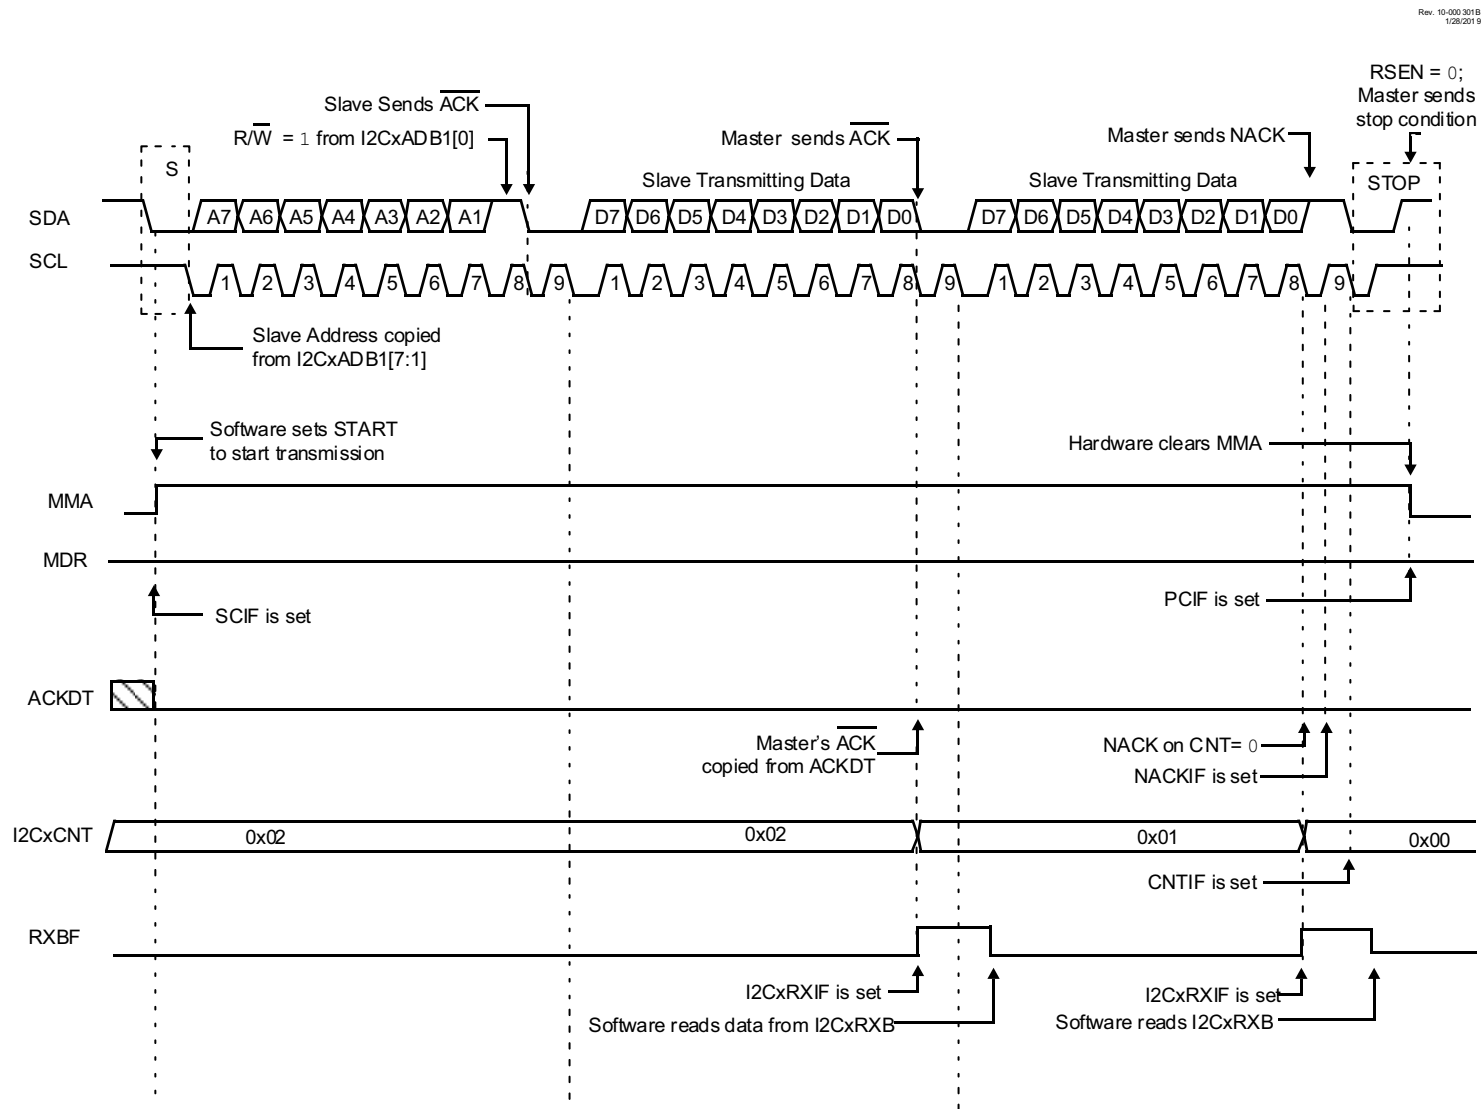 Rev. 10-000 301B
1/28/2019
RSEN = 0;
Master sends
stop condition
Slave Sends ACK
R/W = 1 from I2CxADB1[0]
Master sends ACK
Master sends NACK
S
Slave Transmitting Data
Slave Transmitting Data
STOP
SDA
A7 A6 A5 A4 A3 A2 A1
D7 D6 D5 D4 D3 D2 D1 D0
D7 D6 D5 D4 D3 D2 D1 D0
SCL
1 2 3 4 5 6 7 8 9
1 2 3 4 5 6 7 8 9
1 2 3 4 5 6 7 8 9
Slave Address copied
from I2CxADB1[7:1]
Software sets START
to start transmission
Hardware clears MMA
MMA
MDR
SCIF is set
PCIF is set
ACKDT
Master's ACK
copied from ACKDT
NACK on CNT= 0
NACKIF is set
I2CxCNT
0x02
0x02
0x01
0x00
CNTIF is set
RXBF
I2CxRXIF is set
Software reads data from I2CxRXB
I2CxRXIF is set
Software reads I2CxRXB